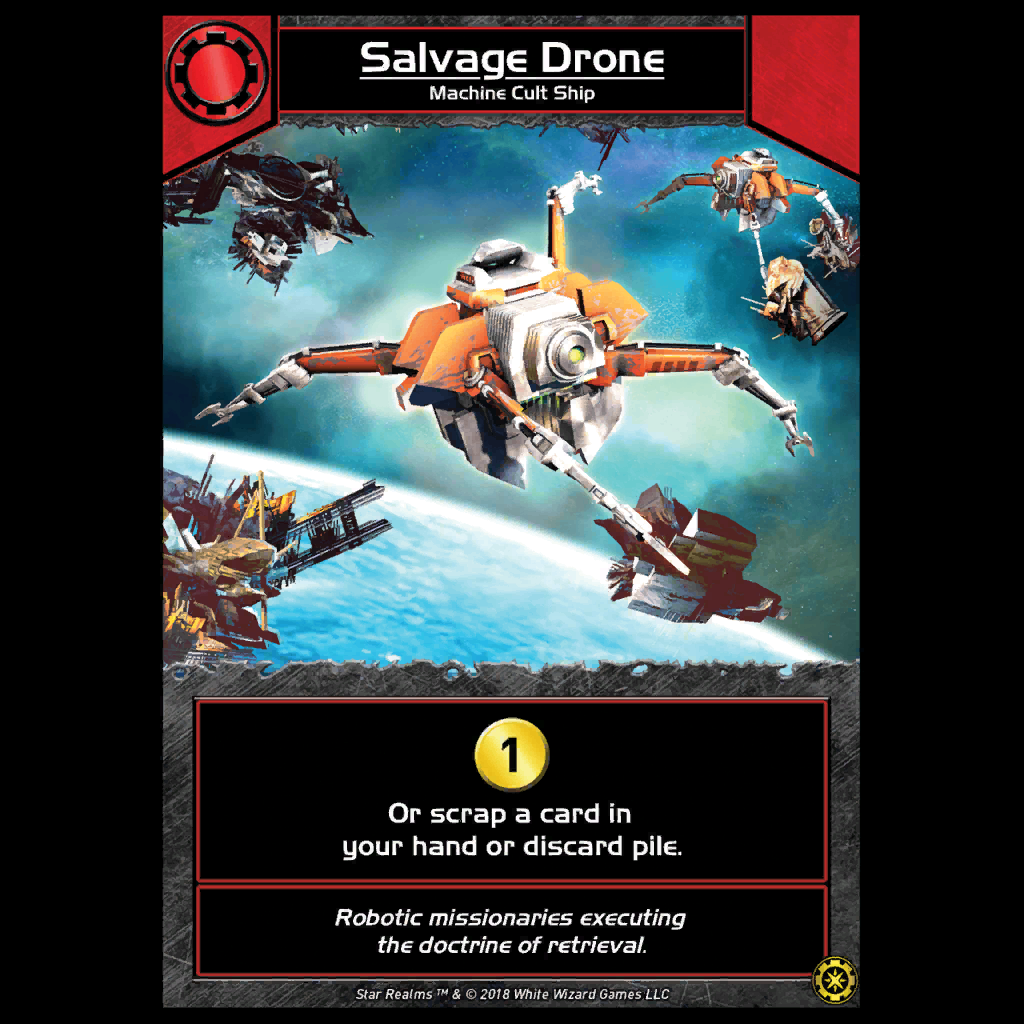 Salvage Drone
Machine Cult Ship
1
Or scrap a card in
your hand or discard pile.
Robotic missionaries executing
the doctrine of retrieval.
Star Realms ™ & © 2018 White Wizard Games LLC